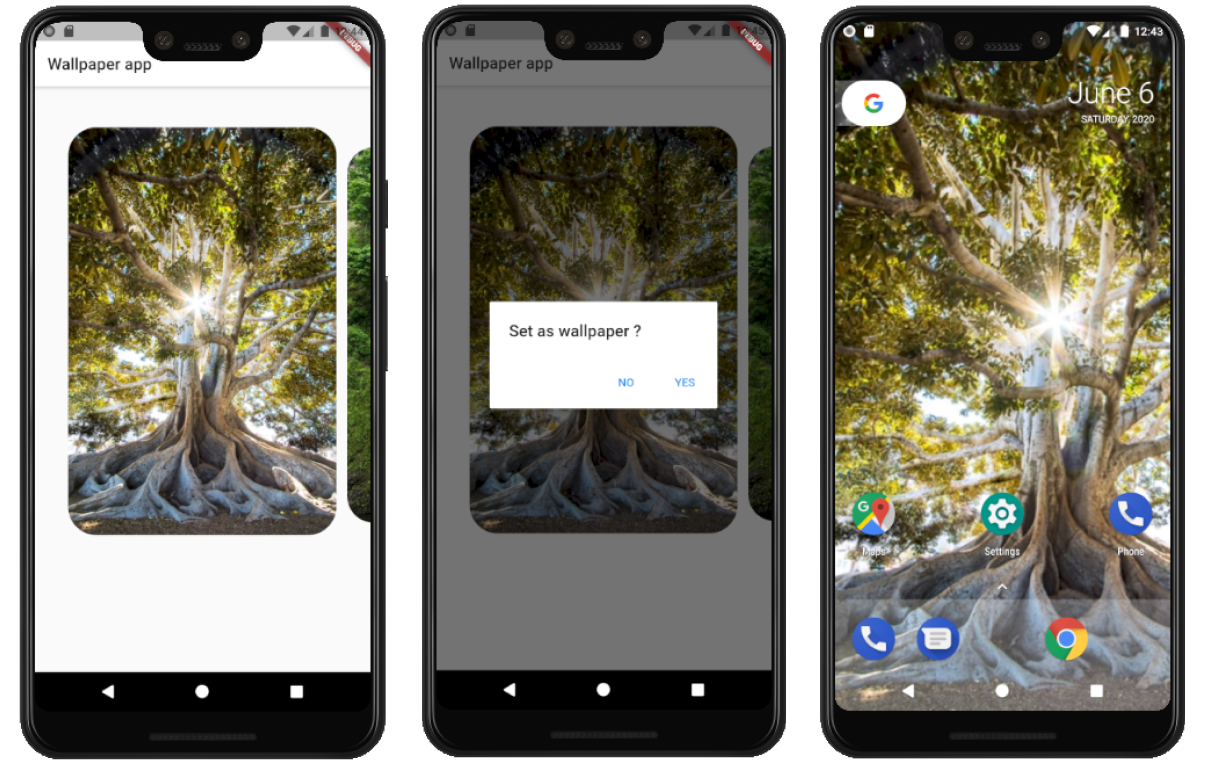 DEBUG
Wallpaper app
DEBUG
Wallpaper app
Set as wallpaper ?
NO YES
12:43
G
June 6
SATURDAY, 2020
G
Maps
Settings
Phone